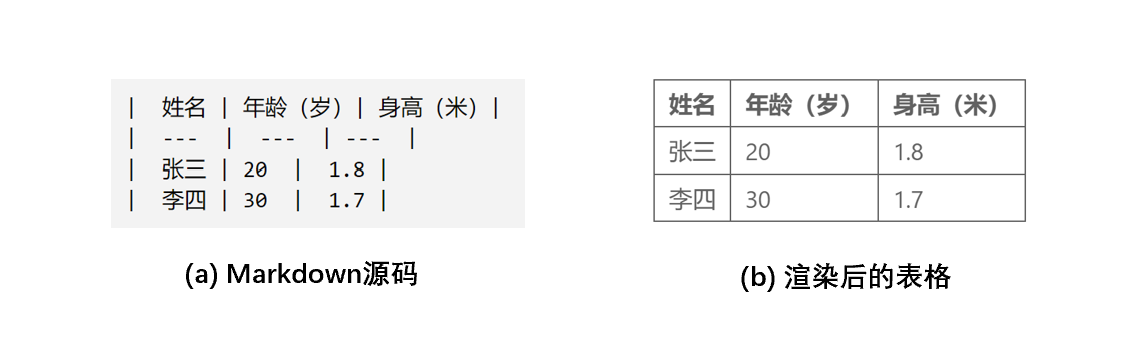 |  姓名 | 年龄（岁）| 身高（米）|
|  ---  |  ---  | ---  |
|  张三 | 20  |  1.8 |
|  李四 | 30  |  1.7 |
(a) Markdown源码
姓名 年龄（岁） 身高（米）
张三 20 1.8
李四 30 1.7
(b) 渲染后的表格